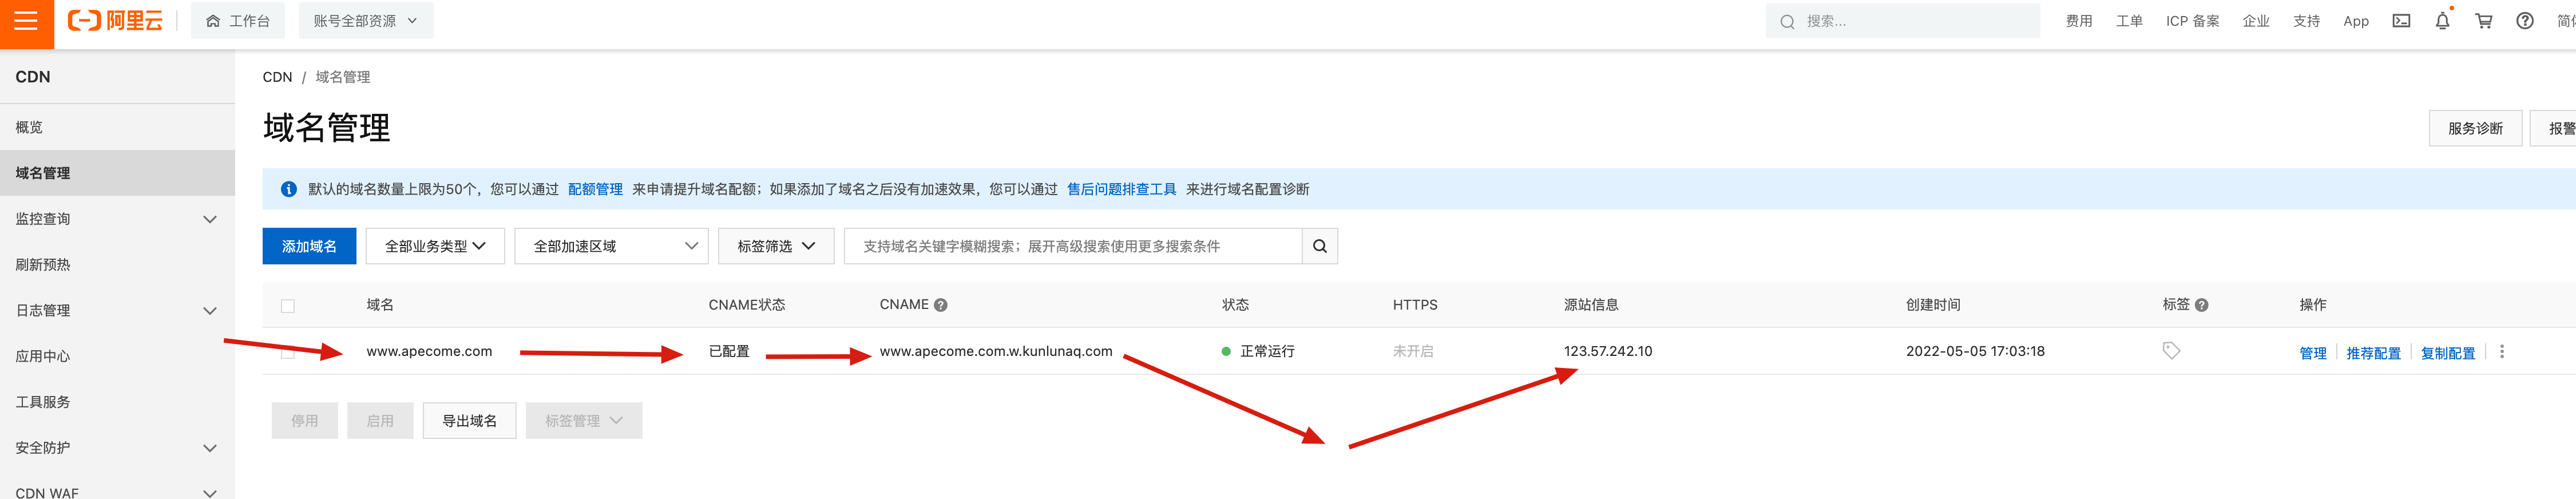 阿里云 工作台 账号全部资源 搜索... 费用 工单 ICP 备案 企业 支持 App
CDN
概览
域名管理
监控查询
刷新预热
日志管理
应用中心
工具服务
安全防护
CDN WAF
CDN / 域名管理
域名管理
服务诊断 报警
默认的域名数量上限为50个，您可以通过 配额管理 来申请提升域名配额；如果添加了域名之后没有加速效果，您可以通过 售后问题排查工具 来进行域名配置诊断
添加域名 全部业务类型 全部加速区域 标签筛选 支持域名关键字模糊搜索；展开高级搜索使用更多搜索条件
域名 CNAME状态 CNAME 状态 HTTPS 源站信息 创建时间 标签 操作
www.apecome.com 已配置 www.apecome.com.w.kunlunaq.com 正常运行 未开启 123.57.242.10 2022-05-05 17:03:18 管理 推荐配置 复制配置
停用 启用 导出域名 标签管理